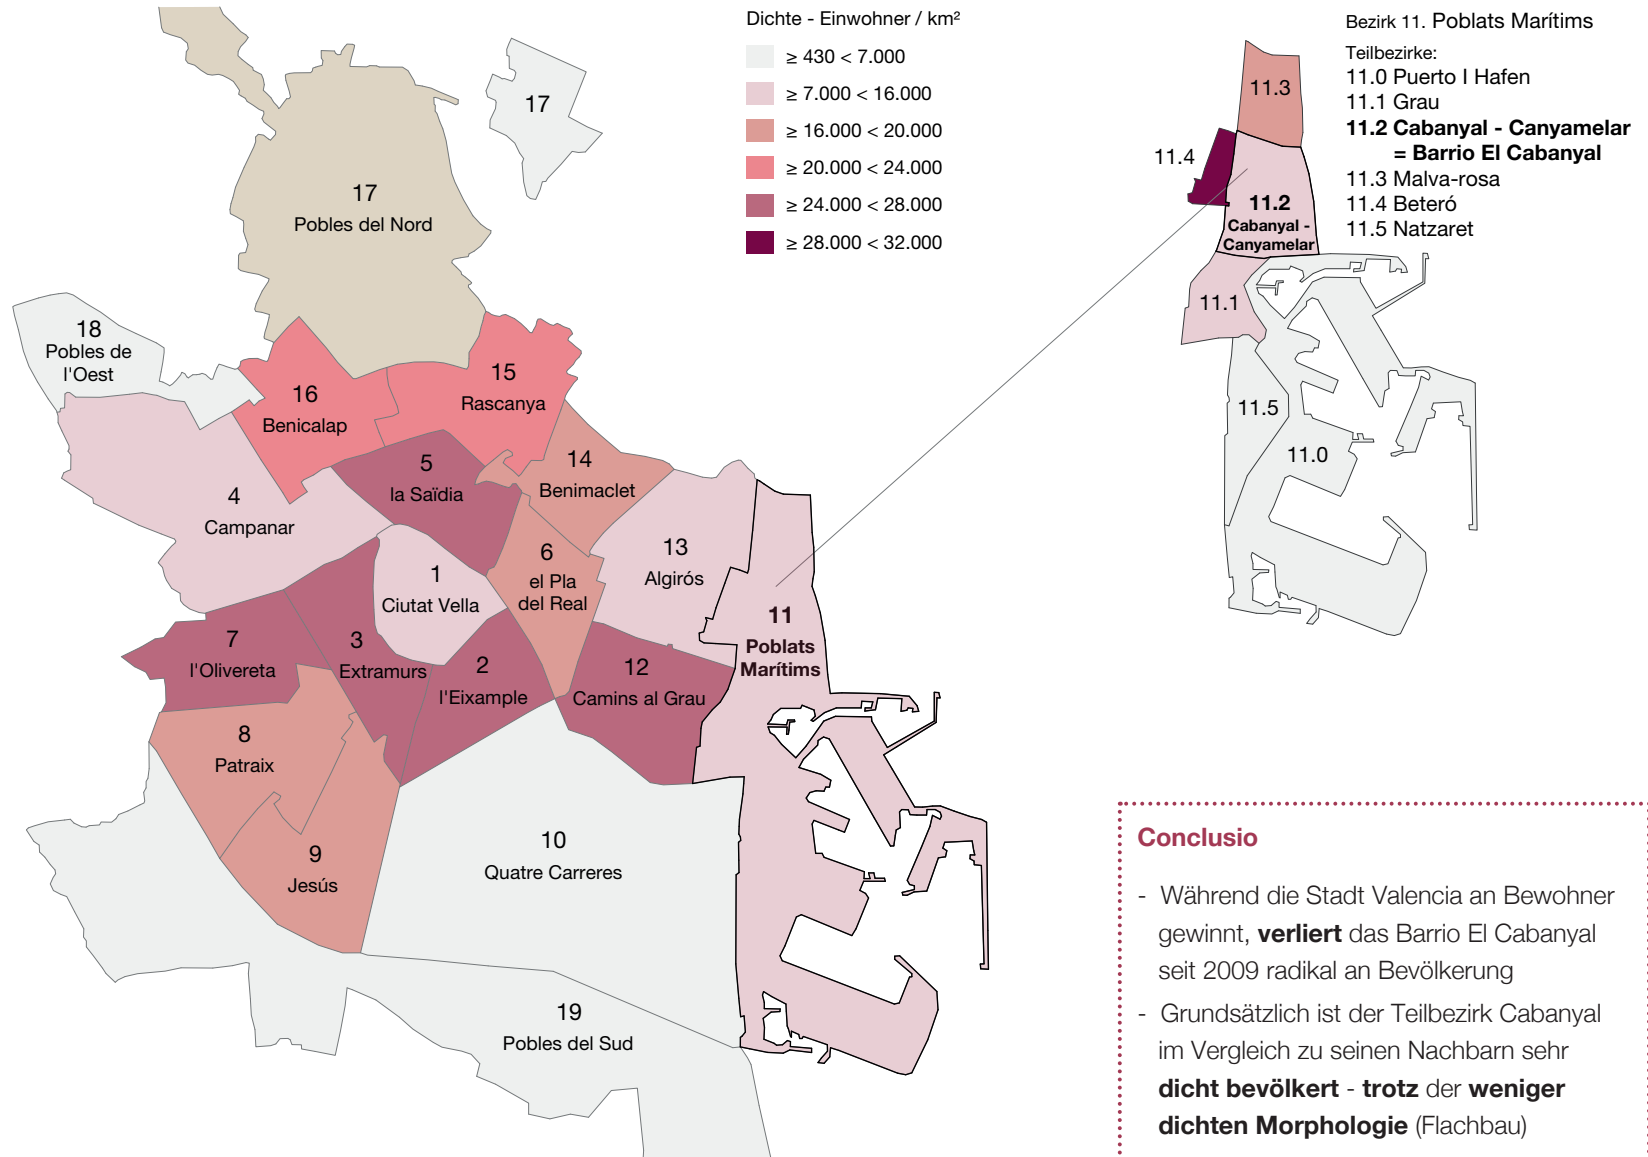 Dichte - Einwohner / km²
≥ 430 < 7.000
≥ 7.000 < 16.000
≥ 16.000 < 20.000
≥ 20.000 < 24.000
≥ 24.000 < 28.000
≥ 28.000 < 32.000
Bezirk 11. Poblats Marítims
Teilbezirke:
11.0 Puerto I Hafen
11.1 Grau
11.2 Cabanyal - Canyamelar
= Barrio El Cabanyal
11.3 Malva-rosa
11.4 Beteró
11.5 Natzaret
11.3
11.4
11.2
Cabanyal -
Canyamelar
11.1
11.5
11.0
17
17
Pobles del Nord
18
Pobles de
l'Oest
16
Benicalap
15
Rascanya
5
la Saïdia
14
Benimaclet
4
Campanar
13
Algirós
6
el Pla
del Real
1
Ciutat Vella
11
Poblats
Marítims
7
l'Olivereta
3
Extramurs
2
l'Eixample
12
Camins al Grau
8
Patraix
9
Jesús
10
Quatre Carreres
19
Pobles del Sud
Conclusio
- Während die Stadt Valencia an Bewohner
gewinnt, verliert das Barrio El Cabanyal
seit 2009 radikal an Bevölkerung
- Grundsätzlich ist der Teilbezirk Cabanyal
im Vergleich zu seinen Nachbarn sehr
dicht bevölkert - trotz der weniger
dichten Morphologie (Flachbau)